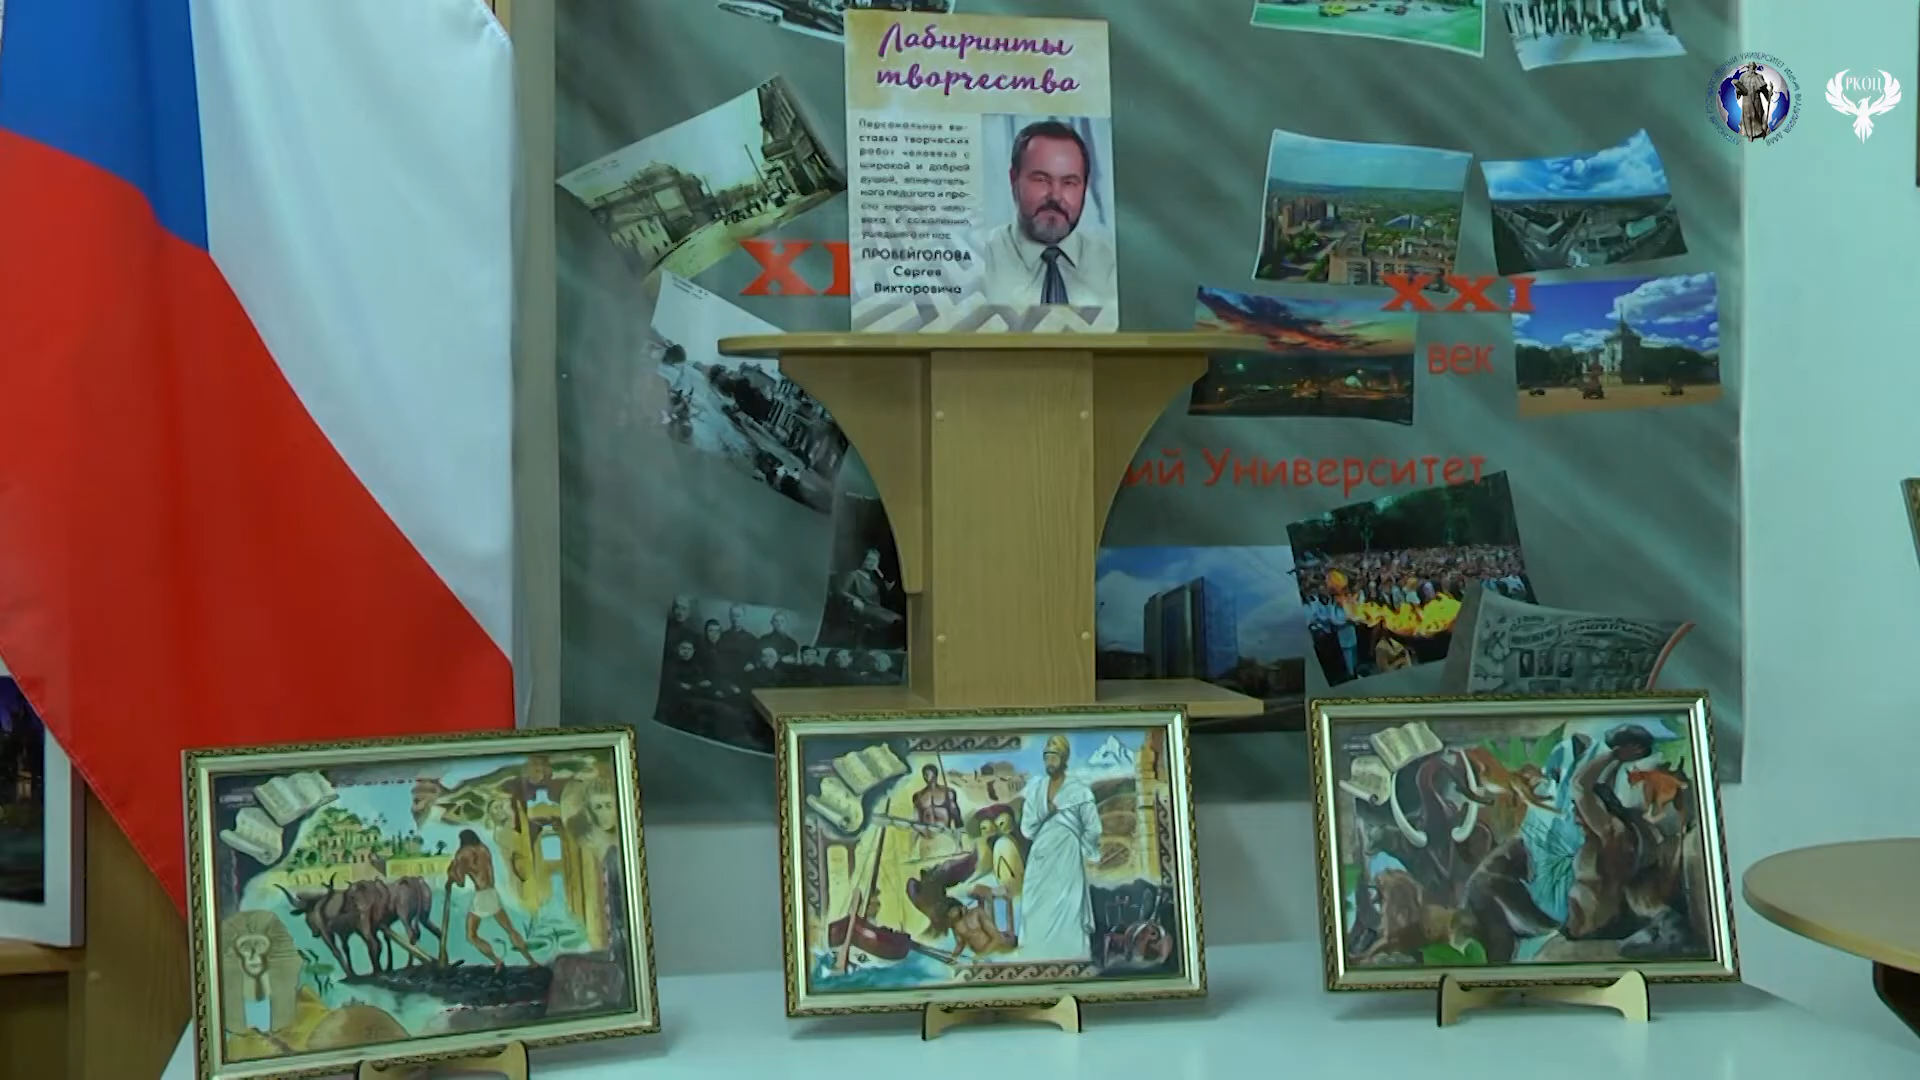 Лабиринты
творчества
Персональная вы-
ставка творческих
работ человека с
широкой и доброй
душой, замечатель-
ного педагога и про-
сто хорошего чело-
века, к сожалению,
ушедшего от нас
ПРОВЕЙГОЛОВА
Сергея
Викторовича
XI
XXI
век
ий Университет
РКОЦ